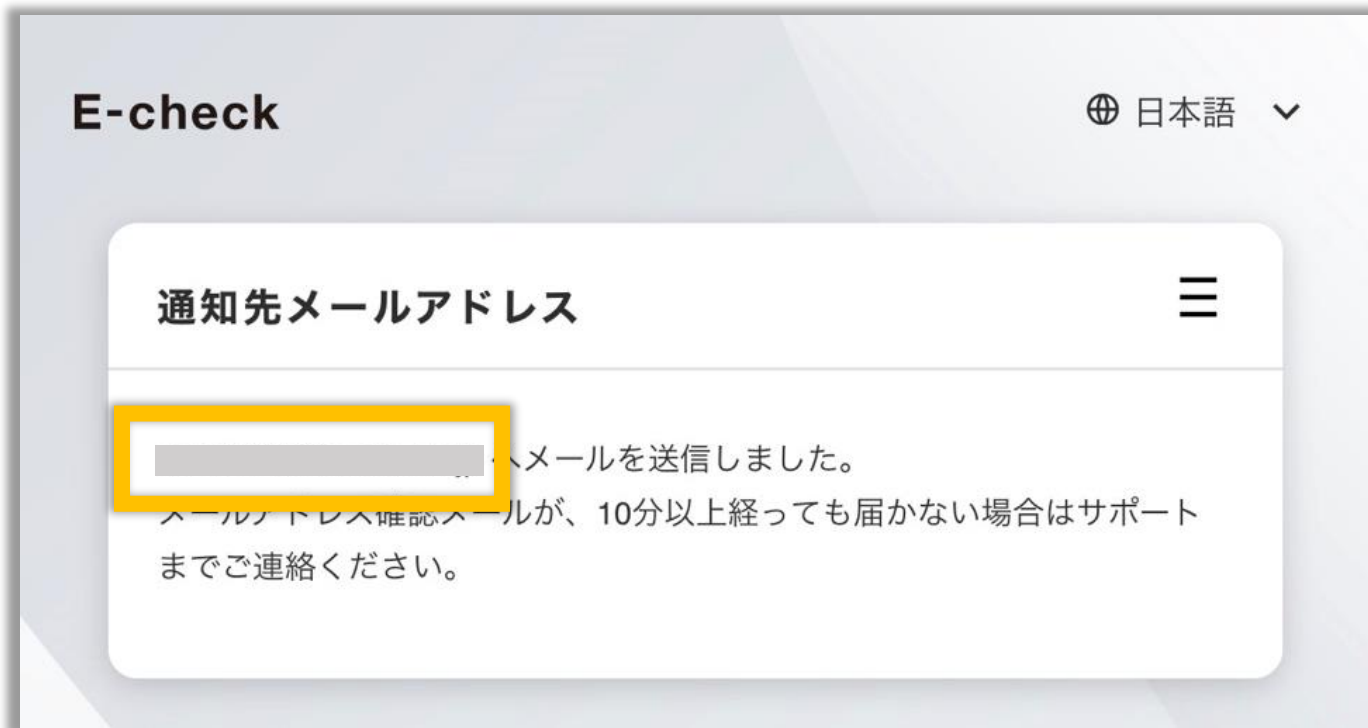 E-check
日本語
通知先メールアドレス
へメールを送信しました。
メールアドレス確認メールが、10分以上経っても届かない場合はサポート
までご連絡ください。